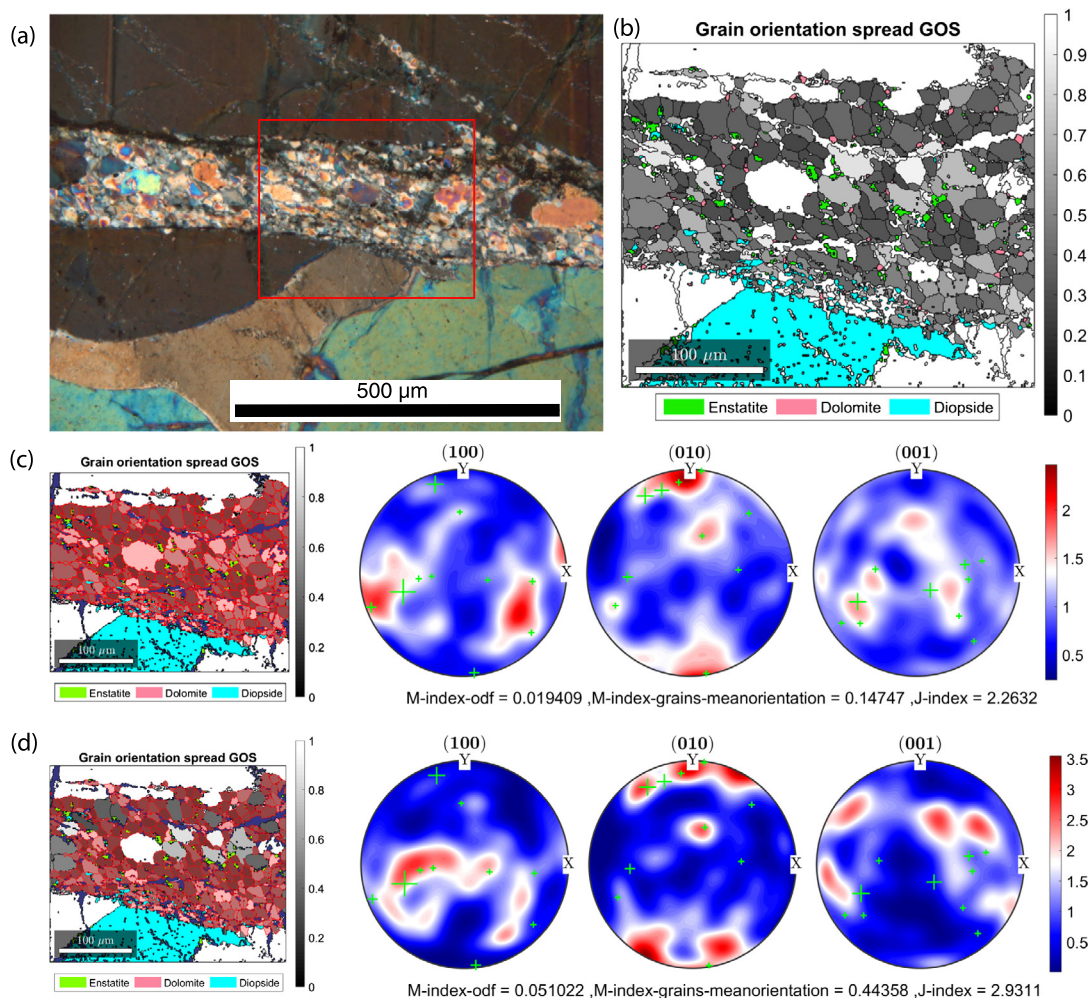 (a)
500 µm
(b)
Grain orientation spread GOS
1
0.9
0.8
0.7
0.6
0.5
0.4
0.3
0.2
0.1
0
100 µm
Enstatite Dolomite Diopside
(c)
Grain orientation spread GOS
1
0.8
0.6
0.4
0.2
0
100 µm
Enstatite Dolomite Diopside
(100) (010) (001)
Y Y Y
X X X
2
1.5
1
0.5
M-index-odf = 0.019409 ,M-index-grains-meanorientation = 0.14747 ,J-index = 2.2632
(d)
Grain orientation spread GOS
1
0.8
0.6
0.4
0.2
0
100 µm
Enstatite Dolomite Diopside
(100) (010) (001)
Y Y Y
X X X
3.5
3
2.5
2
1.5
1
0.5
M-index-odf = 0.051022 ,M-index-grains-meanorientation = 0.44358 ,J-index = 2.9311